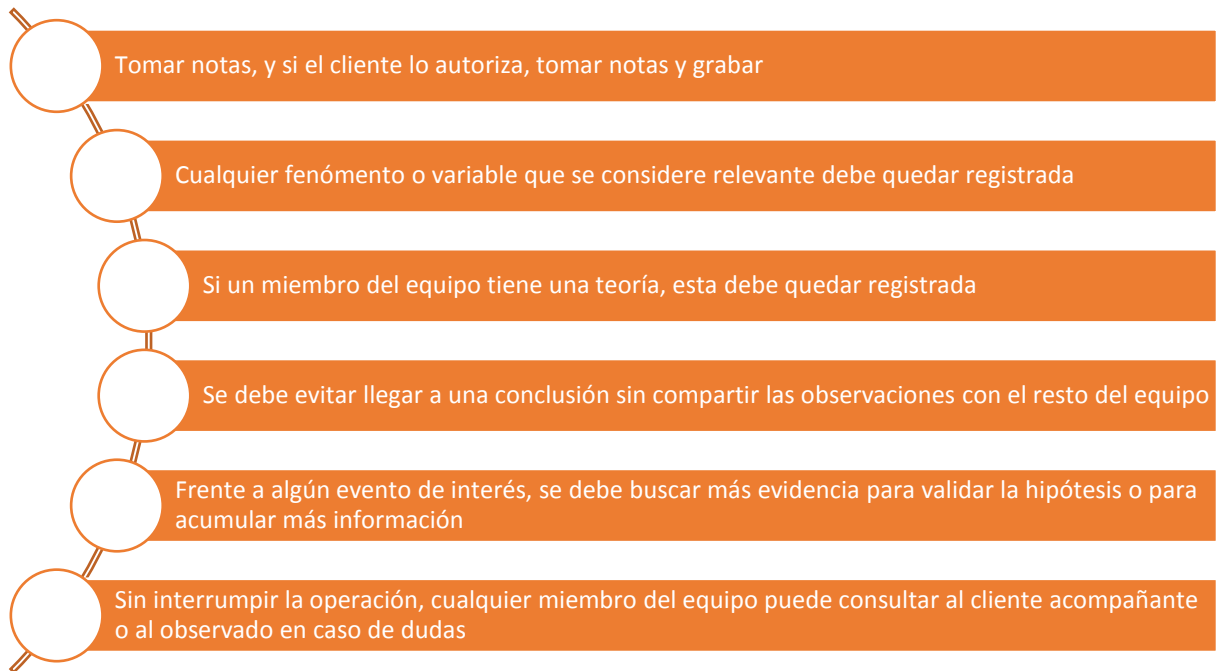 Tomar notas, y si el cliente lo autoriza, tomar notas y grabar
Cualquier fenómento o variable que se considere relevante debe quedar registrada
Si un miembro del equipo tiene una teoría, esta debe quedar registrada
Se debe evitar llegar a una conclusión sin compartir las observaciones con el resto del equipo
Frente a algún evento de interés, se debe buscar más evidencia para validar la hipótesis o para
acumular más información
Sin interrumpir la operación, cualquier miembro del equipo puede consultar al cliente acompañante
o al observado en caso de dudas